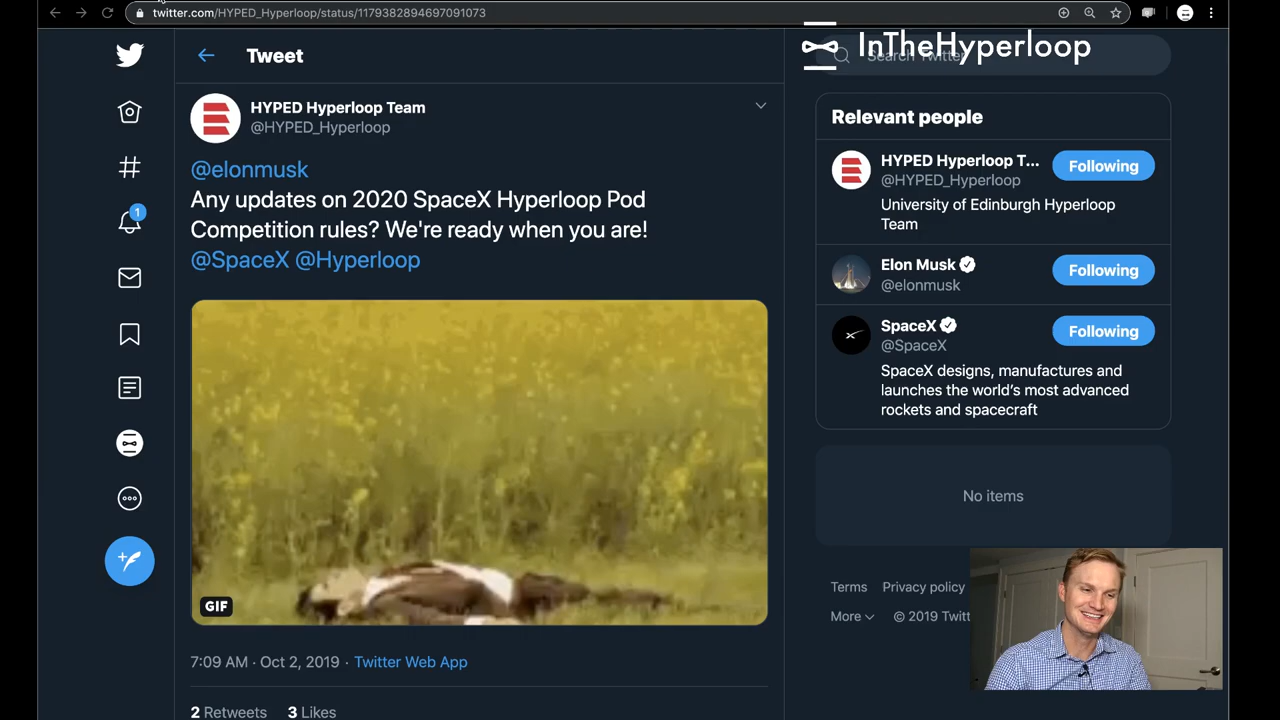 twitter.com/HYPED_Hyperloop/status/1179382894697091073
InTheHyperloop
Tweet
HYPED Hyperloop Team
@HYPED_Hyperloop
@elonmusk
Any updates on 2020 SpaceX Hyperloop Pod
Competition rules? We're ready when you are!
@SpaceX @Hyperloop
GIF
7:09 AM · Oct 2, 2019 · Twitter Web App
2 Retweets 3 Likes
1
Search Twitter
Relevant people
HYPED Hyperloop T...
@HYPED_Hyperloop
Following
University of Edinburgh Hyperloop
Team
Elon Musk
@elonmusk
Following
SpaceX
@SpaceX
Following
SpaceX designs, manufactures and
launches the world's most advanced
rockets and spacecraft
No items
Terms Privacy policy
More © 2019 Twitt